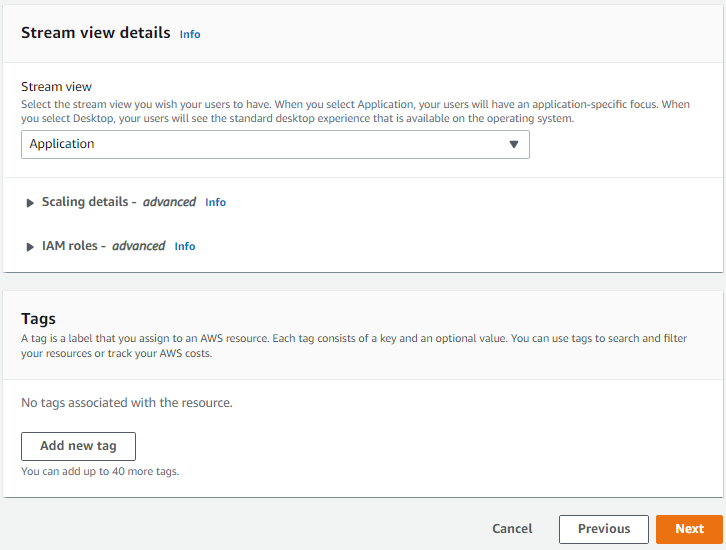 Stream view details Info
Stream view
Select the stream view you wish your users to have. When you select Application, your users will have an application-specific focus. When
you select Desktop, your users will see the standard desktop experience that is available on the operating system.
Application
Scaling details - advanced Info
IAM roles - advanced Info
Tags
A tag is a label that you assign to an AWS resource. Each tag consists of a key and an optional value. You can use tags to search and filter
your resources or track your AWS costs.
No tags associated with the resource.
Add new tag
You can add up to 40 more tags.
Cancel Previous Next